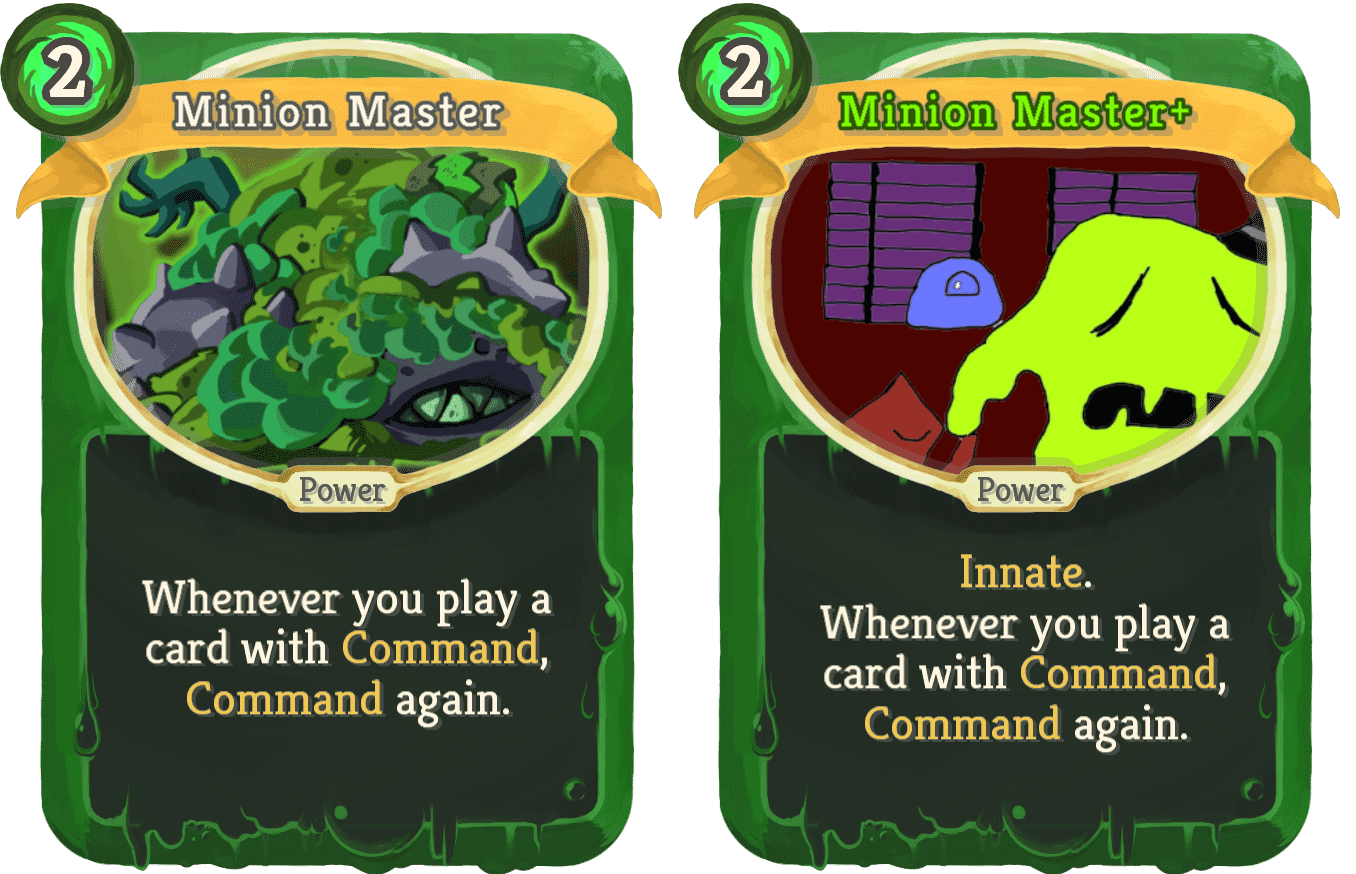 2
Minion Master
Power
Whenever you play a
card with Command,
Command again.
2
Minion Master+
Power
Innate.
Whenever you play a
card with Command,
Command again.